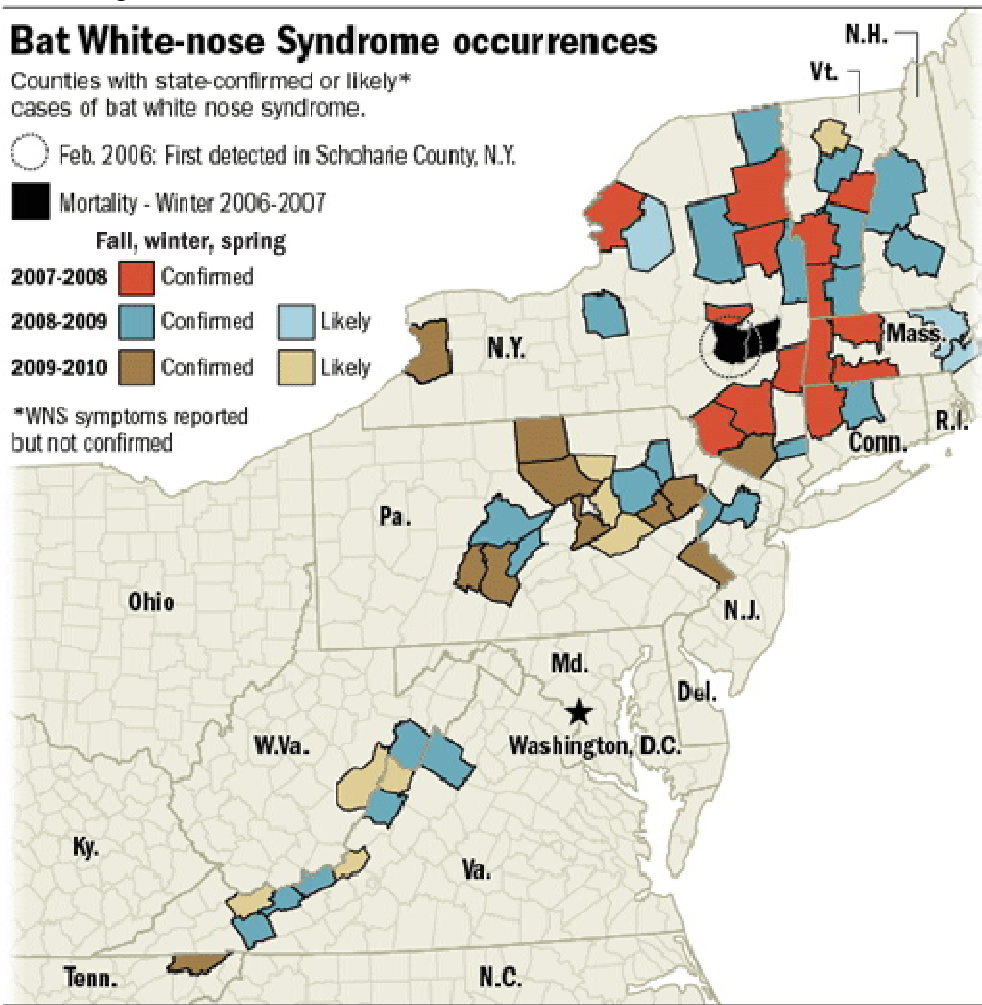 Bat White-nose Syndrome occurrences
Counties with state-confirmed or likely*
cases of bat white nose syndrome.
Feb. 2006: First detected in Schoharie County, N.Y.
Mortality - Winter 2006-2007
Fall, winter, spring
2007-2008 Confirmed
2008-2009 Confirmed Likely
2009-2010 Confirmed Likely
*WNS symptoms reported
but not confirmed
N.H.
Vt.
N.Y.
Mass.
R.I.
Conn.
Pa.
Ohio
N.J.
Md.
Del.
W.Va.
Washington, D.C.
Ky.
Va.
Tenn.
N.C.